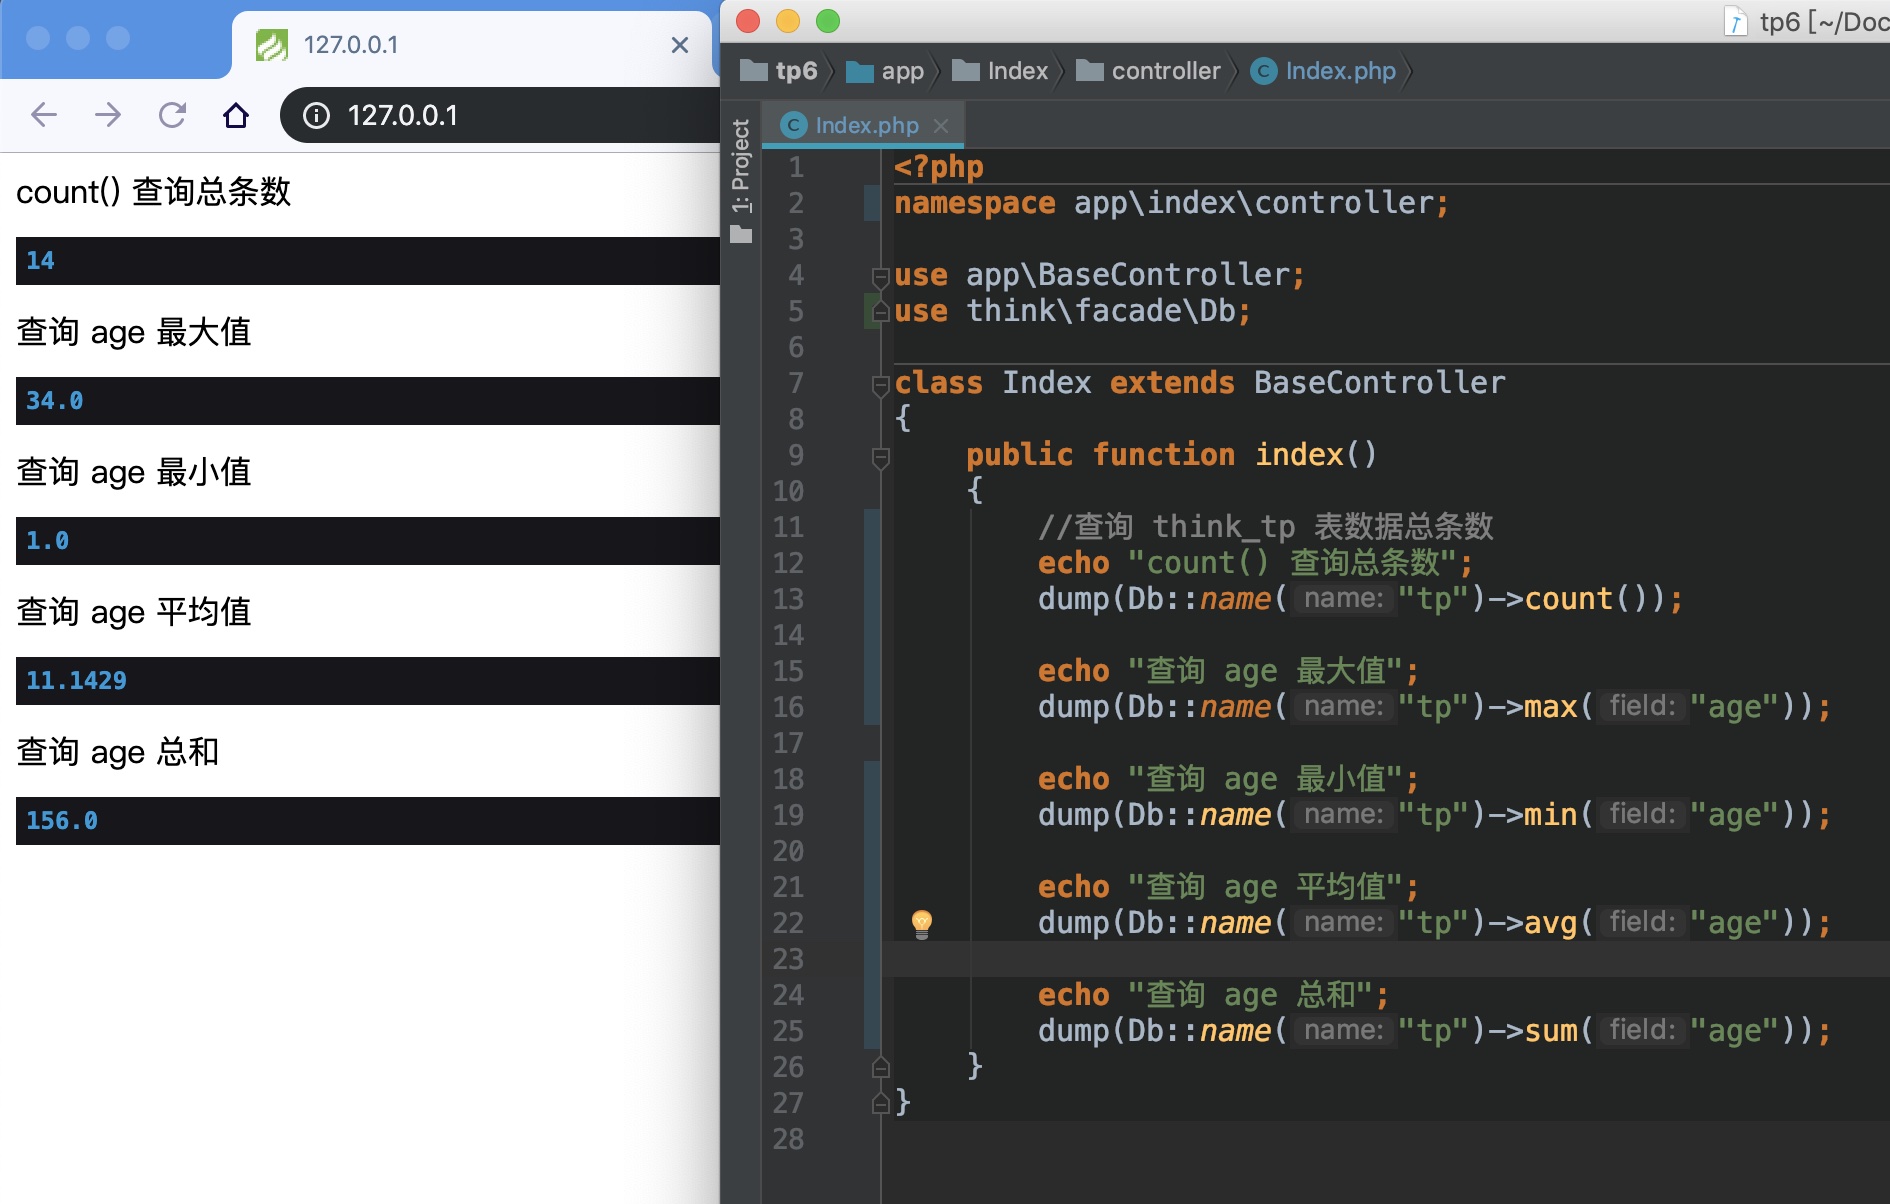 127.0.0.1
127.0.0.1
count() 查询总条数
14
查询 age 最大值
34.0
查询 age 最小值
1.0
查询 age 平均值
11.1429
查询 age 总和
156.0
tp6 [~/Doc
tp6 app Index controller Index.php
Index.php
1: Project
1 <?php
2 namespace app\index\controller;
3
4 use app\BaseController;
5 use think\facade\Db;
6
7 class Index extends BaseController
8 {
9 public function index()
10 {
11 //查询 think_tp 表数据总条数
12 echo "count() 查询总条数";
13 dump(Db::name( name: "tp")->count());
14
15 echo "查询 age 最大值";
16 dump(Db::name( name: "tp")->max( field: "age"));
17
18 echo "查询 age 最小值";
19 dump(Db::name( name: "tp")->min( field: "age"));
20
21 echo "查询 age 平均值";
22 dump(Db::name( name: "tp")->avg( field: "age"));
23
24 echo "查询 age 总和";
25 dump(Db::name( name: "tp")->sum( field: "age"));
26 }
27 }
28